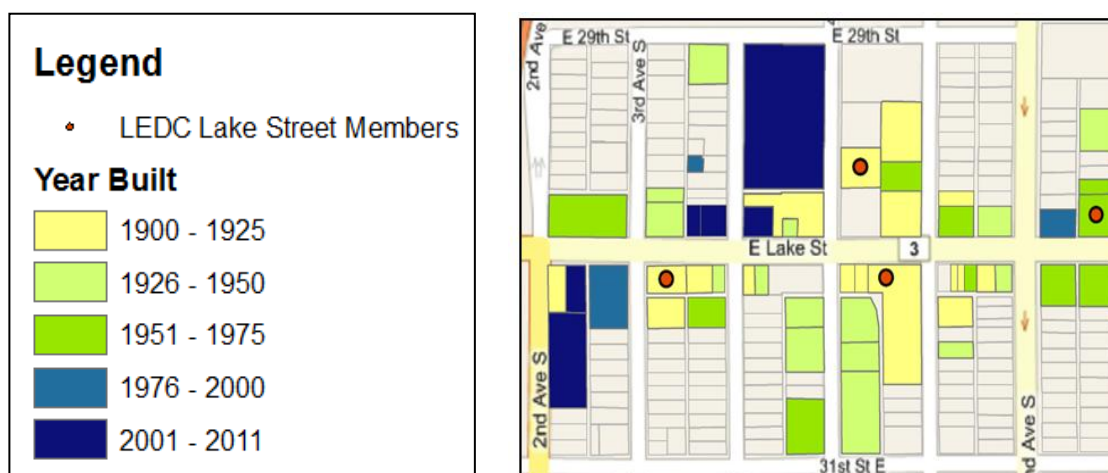 Legend
LEDC Lake Street Members
Year Built
1900 - 1925
1926 - 1950
1951 - 1975
1976 - 2000
2001 - 2011
2nd Ave
E 29th St
3rd Ave S
E 29th St
E Lake St
3
2nd Ave S
31st St E
nd Ave S